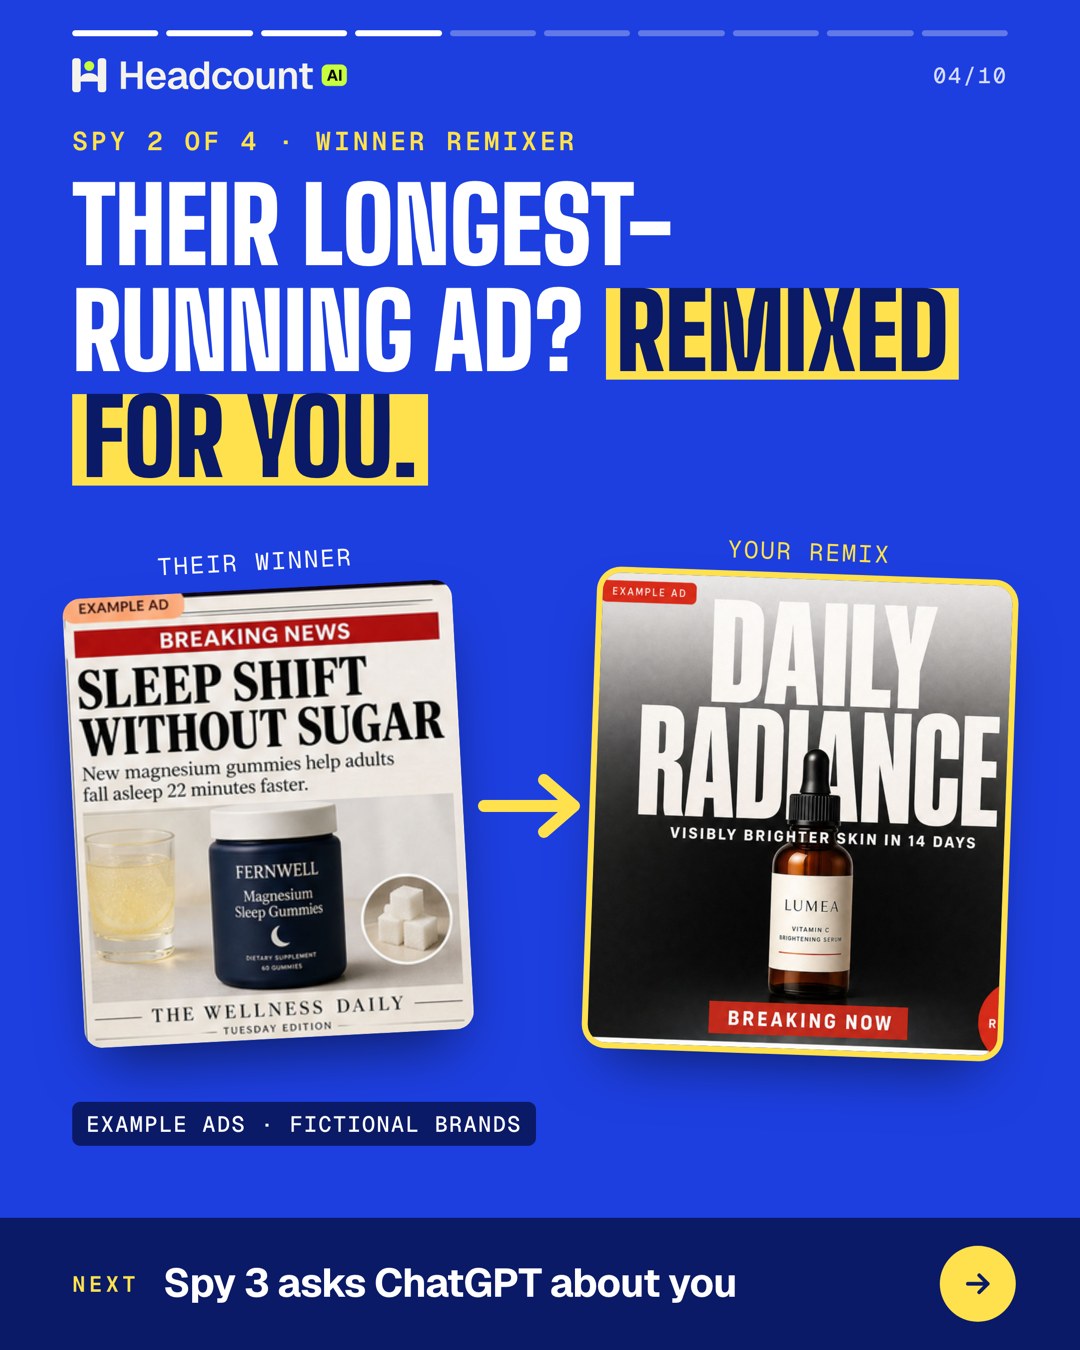 Headcount AI
04/10
SPY 2 OF 4 · WINNER REMIXER
THEIR LONGEST-
RUNNING AD? REMIXED
FOR YOU.
THEIR WINNER
EXAMPLE AD
BREAKING NEWS
SLEEP SHIFT
WITHOUT SUGAR
New magnesium gummies help adults
fall asleep 22 minutes faster.
FERNWELL
Magnesium
Sleep Gummies
DIETARY SUPPLEMENT
60 GUMMIES
THE WELLNESS DAILY
TUESDAY EDITION
YOUR REMIX
EXAMPLE AD
DAILY
RADIANCE
VISIBLY BRIGHTER SKIN IN 14 DAYS
LUMEA
VITAMIN C
BRIGHTENING SERUM
BREAKING NOW
R
EXAMPLE ADS · FICTIONAL BRANDS
NEXT Spy 3 asks ChatGPT about you